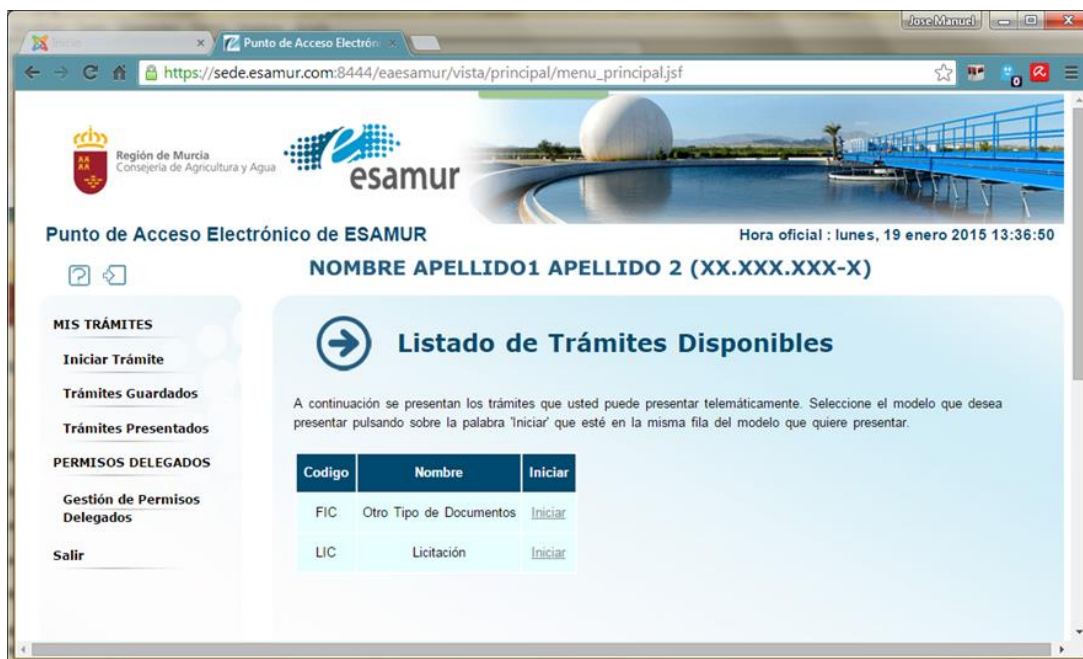 Jose Manuel
Inicio
Punto de Acceso Electrón
https://sede.esamur.com:8444/eaesamur/vista/principal/menu_principal.jsf
0
Región de Murcia
Consejería de Agricultura y Agua
esamur
Punto de Acceso Electrónico de ESAMUR
Hora oficial : lunes, 19 enero 2015 13:36:50
NOMBRE APELLIDO1 APELLIDO 2 (XX.XXX.XXX-X)
MIS TRÁMITES
Iniciar Trámite
Trámites Guardados
Trámites Presentados
PERMISOS DELEGADOS
Gestión de Permisos
Delegados
Salir
Listado de Trámites Disponibles
A continuación se presentan los trámites que usted puede presentar telemáticamente. Seleccione el modelo que desea
presentar pulsando sobre la palabra 'Iniciar' que esté en la misma fila del modelo que quiere presentar.
Codigo Nombre Iniciar
FIC Otro Tipo de Documentos Iniciar
LIC Licitación Iniciar